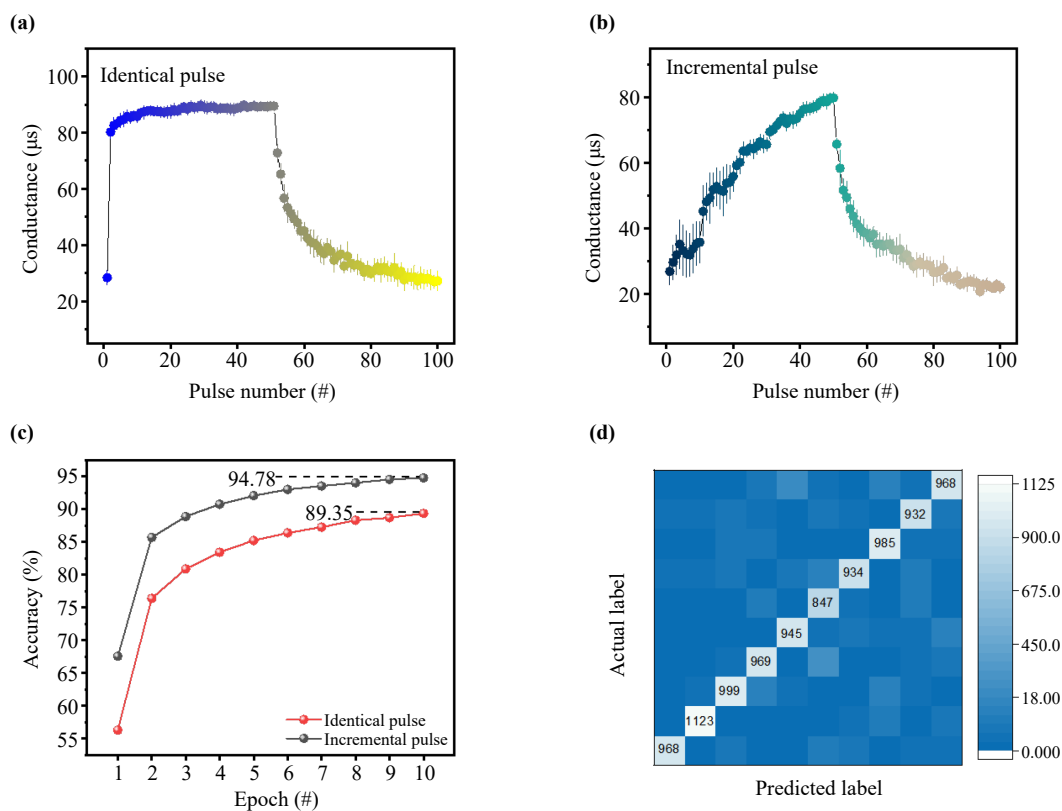 (a)
Identical pulse
100
80
60
40
20
Conductance (μs)
0 20 40 60 80 100
Pulse number (#)
(b)
Incremental pulse
80
60
40
20
Conductance (μs)
0 20 40 60 80 100
Pulse number (#)
(c)
95
90
85
80
75
70
65
60
55
Accuracy (%)
94.78
89.35
Identical pulse
Incremental pulse
1 2 3 4 5 6 7 8 9 10
Epoch (#)
(d)
968
932
985
934
847
945
969
999
1123
968
Actual label
Predicted label
1125
900.0
675.0
450.0
18.00
0.000